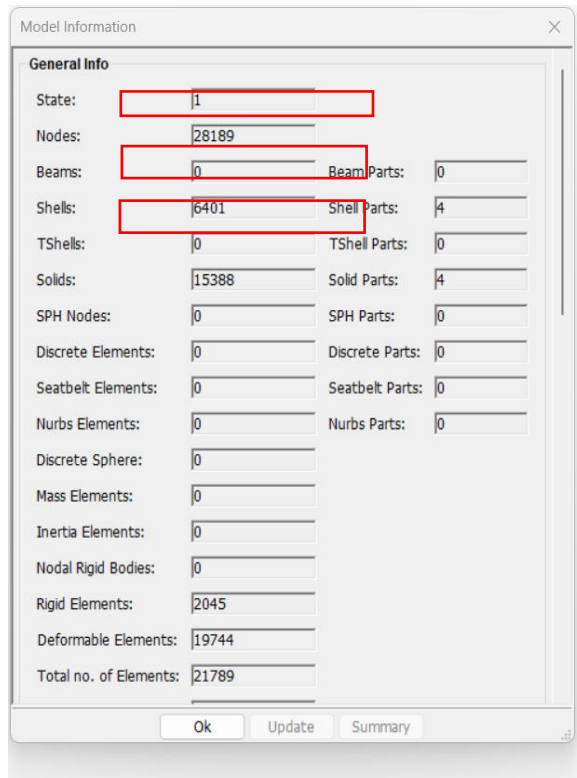 Model Information
General Info
State: 1
Nodes: 28189
Beams: 0 Beam Parts: 0
Shells: 6401 Shell Parts: 4
TShells: 0 TShell Parts: 0
Solids: 15388 Solid Parts: 4
SPH Nodes: 0 SPH Parts: 0
Discrete Elements: 0 Discrete Parts: 0
Seatbelt Elements: 0 Seatbelt Parts: 0
Nurbs Elements: 0 Nurbs Parts: 0
Discrete Sphere: 0
Mass Elements: 0
Inertia Elements: 0
Nodal Rigid Bodies: 0
Rigid Elements: 2045
Deformable Elements: 19744
Total no. of Elements: 21789
Ok Update Summary